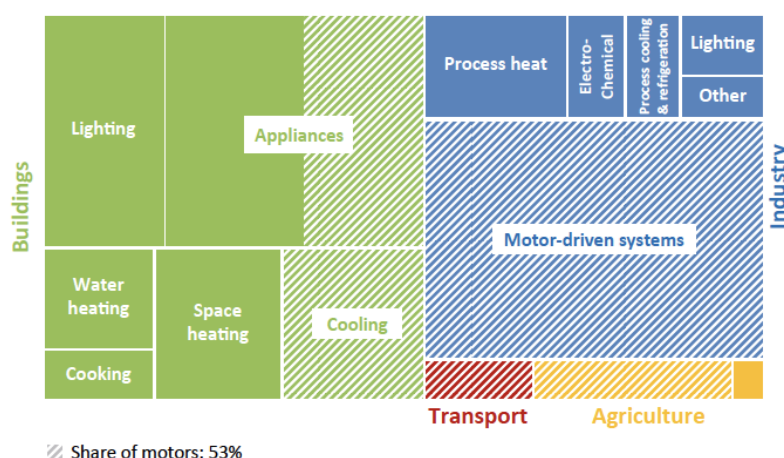 Buildings
Lighting
Appliances
Water
heating
Cooking
Space
heating
Cooling
Process heat
Electro-
Chemical
Process cooling
& refrigeration
Lighting
Other
Motor-driven systems
Industry
Transport
Agriculture
Share of motors: 53%